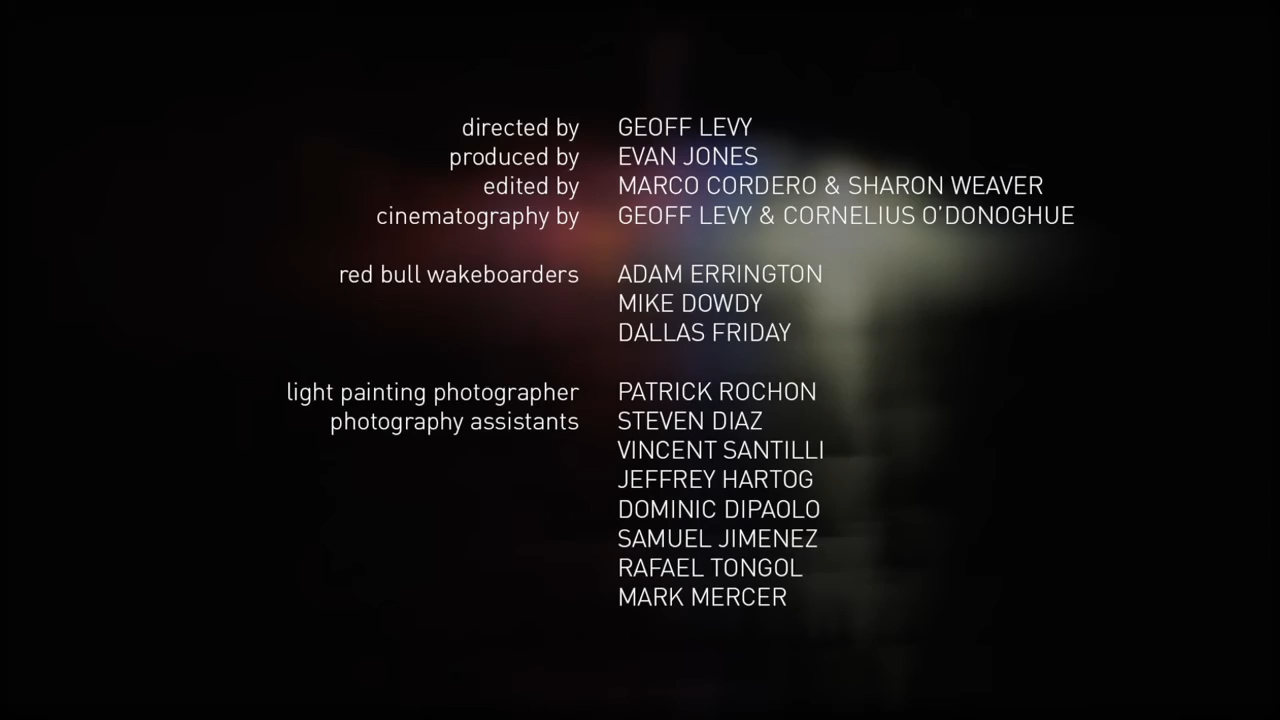 directed by GEOFF LEVY
produced by EVAN JONES
edited by MARCO CORDERO & SHARON WEAVER
cinematography by GEOFF LEVY & CORNELIUS O'DONOGHUE
red bull wakeboarders ADAM ERRINGTON
MIKE DOWDY
DALLAS FRIDAY
light painting photographer PATRICK ROCHON
photography assistants STEVEN DIAZ
VINCENT SANTILLI
JEFFREY HARTOG
DOMINIC DIPAOLO
SAMUEL JIMENEZ
RAFAEL TONGOL
MARK MERCER